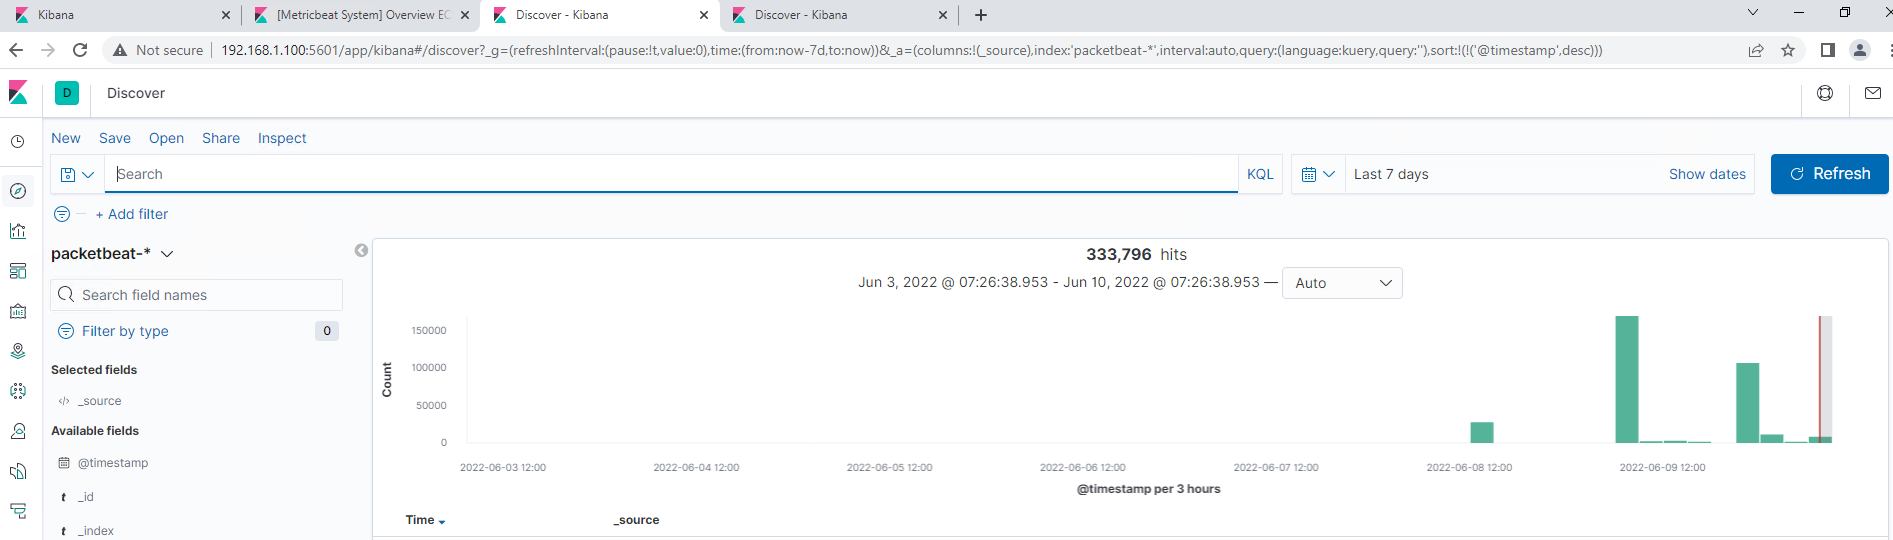 Kibana
[Metricbeat System] Overview EC
Discover - Kibana
Discover - Kibana
Not secure
192.168.1.100:5601/app/kibana#/discover?_g=(refreshInterval:(pause:!t,value:0),time:(from:now-7d,to:now))&_a=(columns:!(_source),index:'packetbeat-*',interval:auto,query:(language:kuery,query:''),sort:!(!('@timestamp',desc)))
D
Discover
New Save Open Share Inspect
Search
KQL
Last 7 days
Show dates
Refresh
+ Add filter
packetbeat-*
Search field names
Filter by type
0
Selected fields
_source
Available fields
@timestamp
t _id
t _index
333,796 hits
Jun 3, 2022 @ 07:26:38.953 - Jun 10, 2022 @ 07:26:38.953 —
Auto
Count
150000
100000
50000
0
2022-06-03 12:00
2022-06-04 12:00
2022-06-05 12:00
2022-06-06 12:00
2022-06-07 12:00
2022-06-08 12:00
2022-06-09 12:00
@timestamp per 3 hours
Time
_source